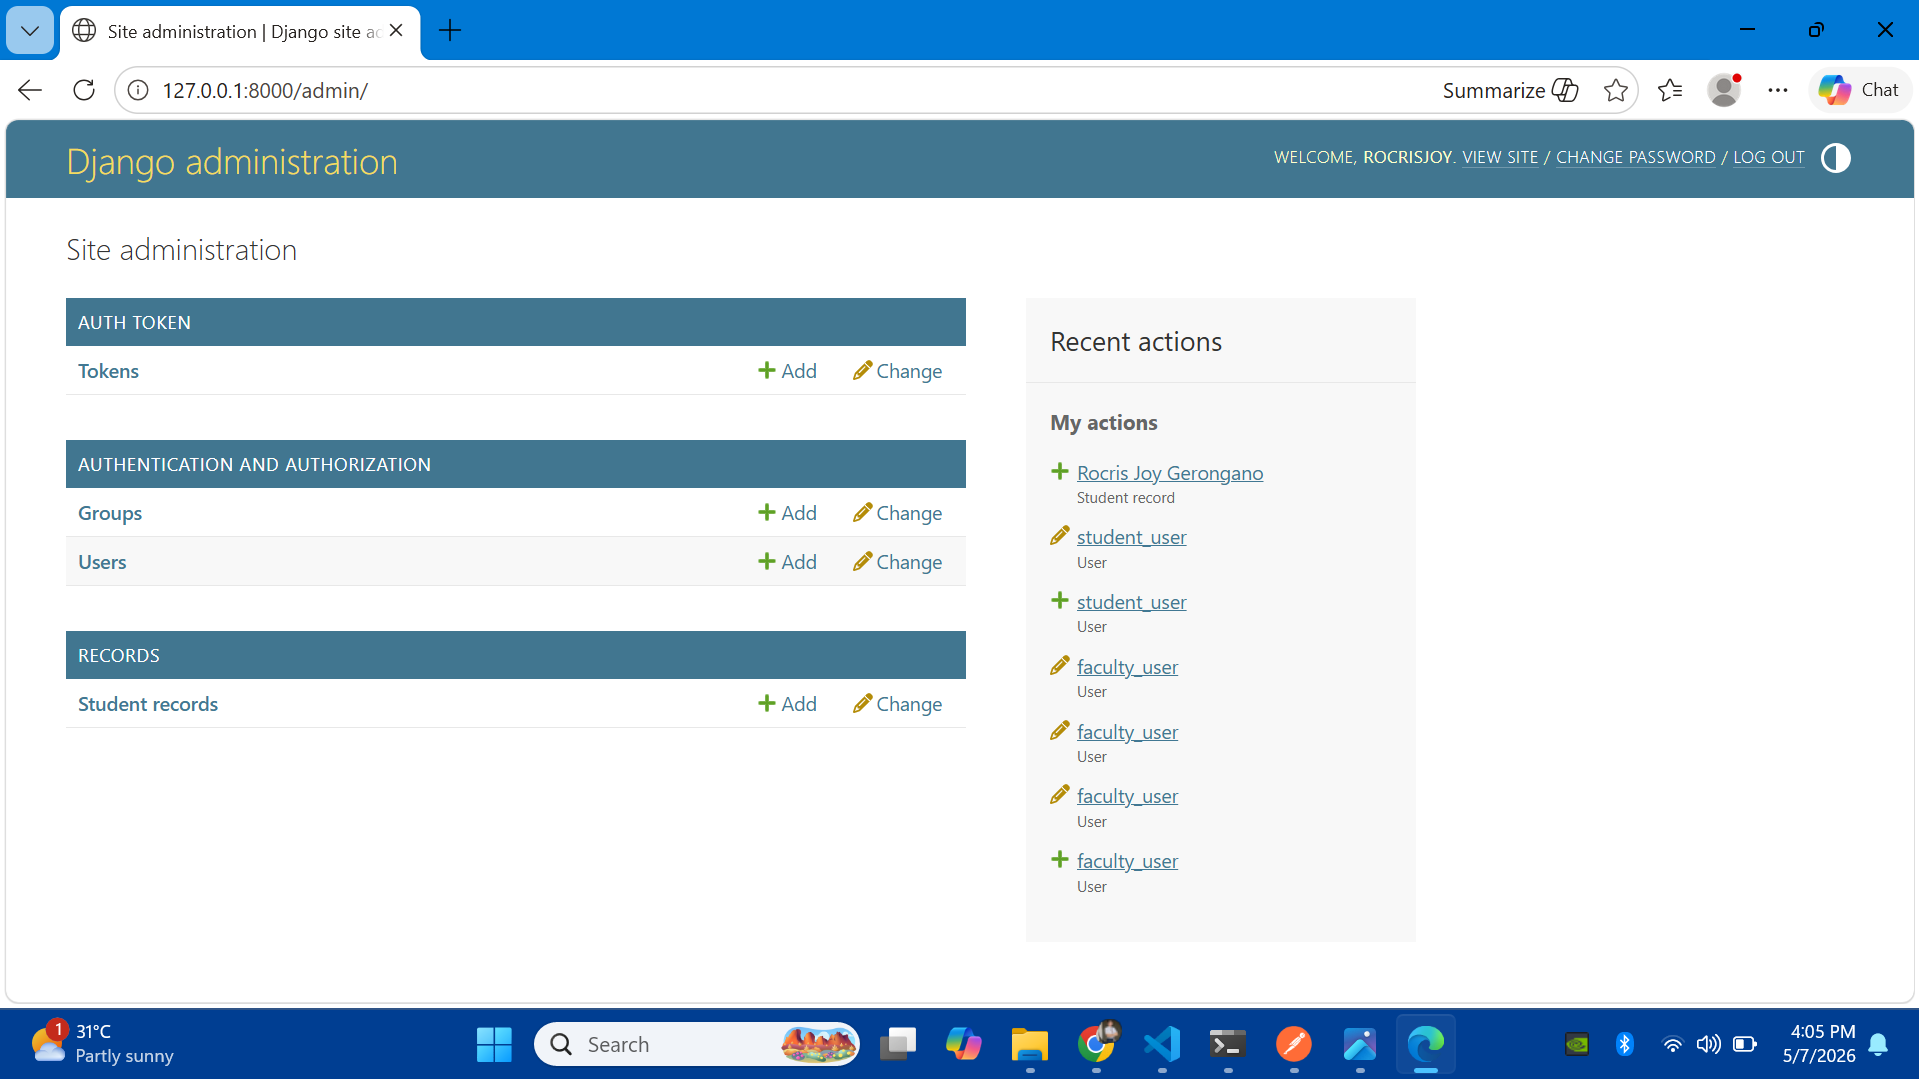 Site administration | Django site ad
127.0.0.1:8000/admin/
Summarize
Chat
Django administration
WELCOME, ROCRISJOY. VIEW SITE / CHANGE PASSWORD / LOG OUT
Site administration
AUTH TOKEN
Tokens Add Change
AUTHENTICATION AND AUTHORIZATION
Groups Add Change
Users Add Change
RECORDS
Student records Add Change
Recent actions
My actions
Rocris Joy Gerongano
Student record
student_user
User
student_user
User
faculty_user
User
faculty_user
User
faculty_user
User
faculty_user
User
1
31°C
Partly sunny
Search
4:05 PM
5/7/2026